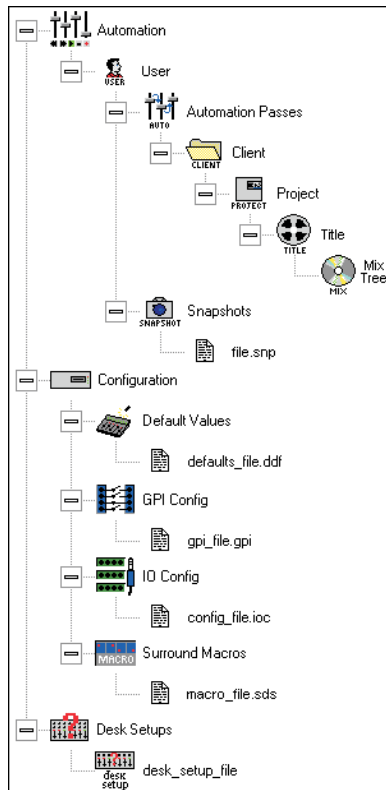 Automation
USER
User
AUTO
Automation Passes
CLIENT
Client
PROJECT
Project
TITLE
Title
MIX
Mix
Tree
SNAPSHOT
Snapshots
file.snp
Configuration
Default Values
defaults_file.ddf
GPI Config
gpi_file.gpi
IO Config
config_file.ioc
MACRO
Surround Macros
macro_file.sds
Desk Setups
desk
setup
desk_setup_file